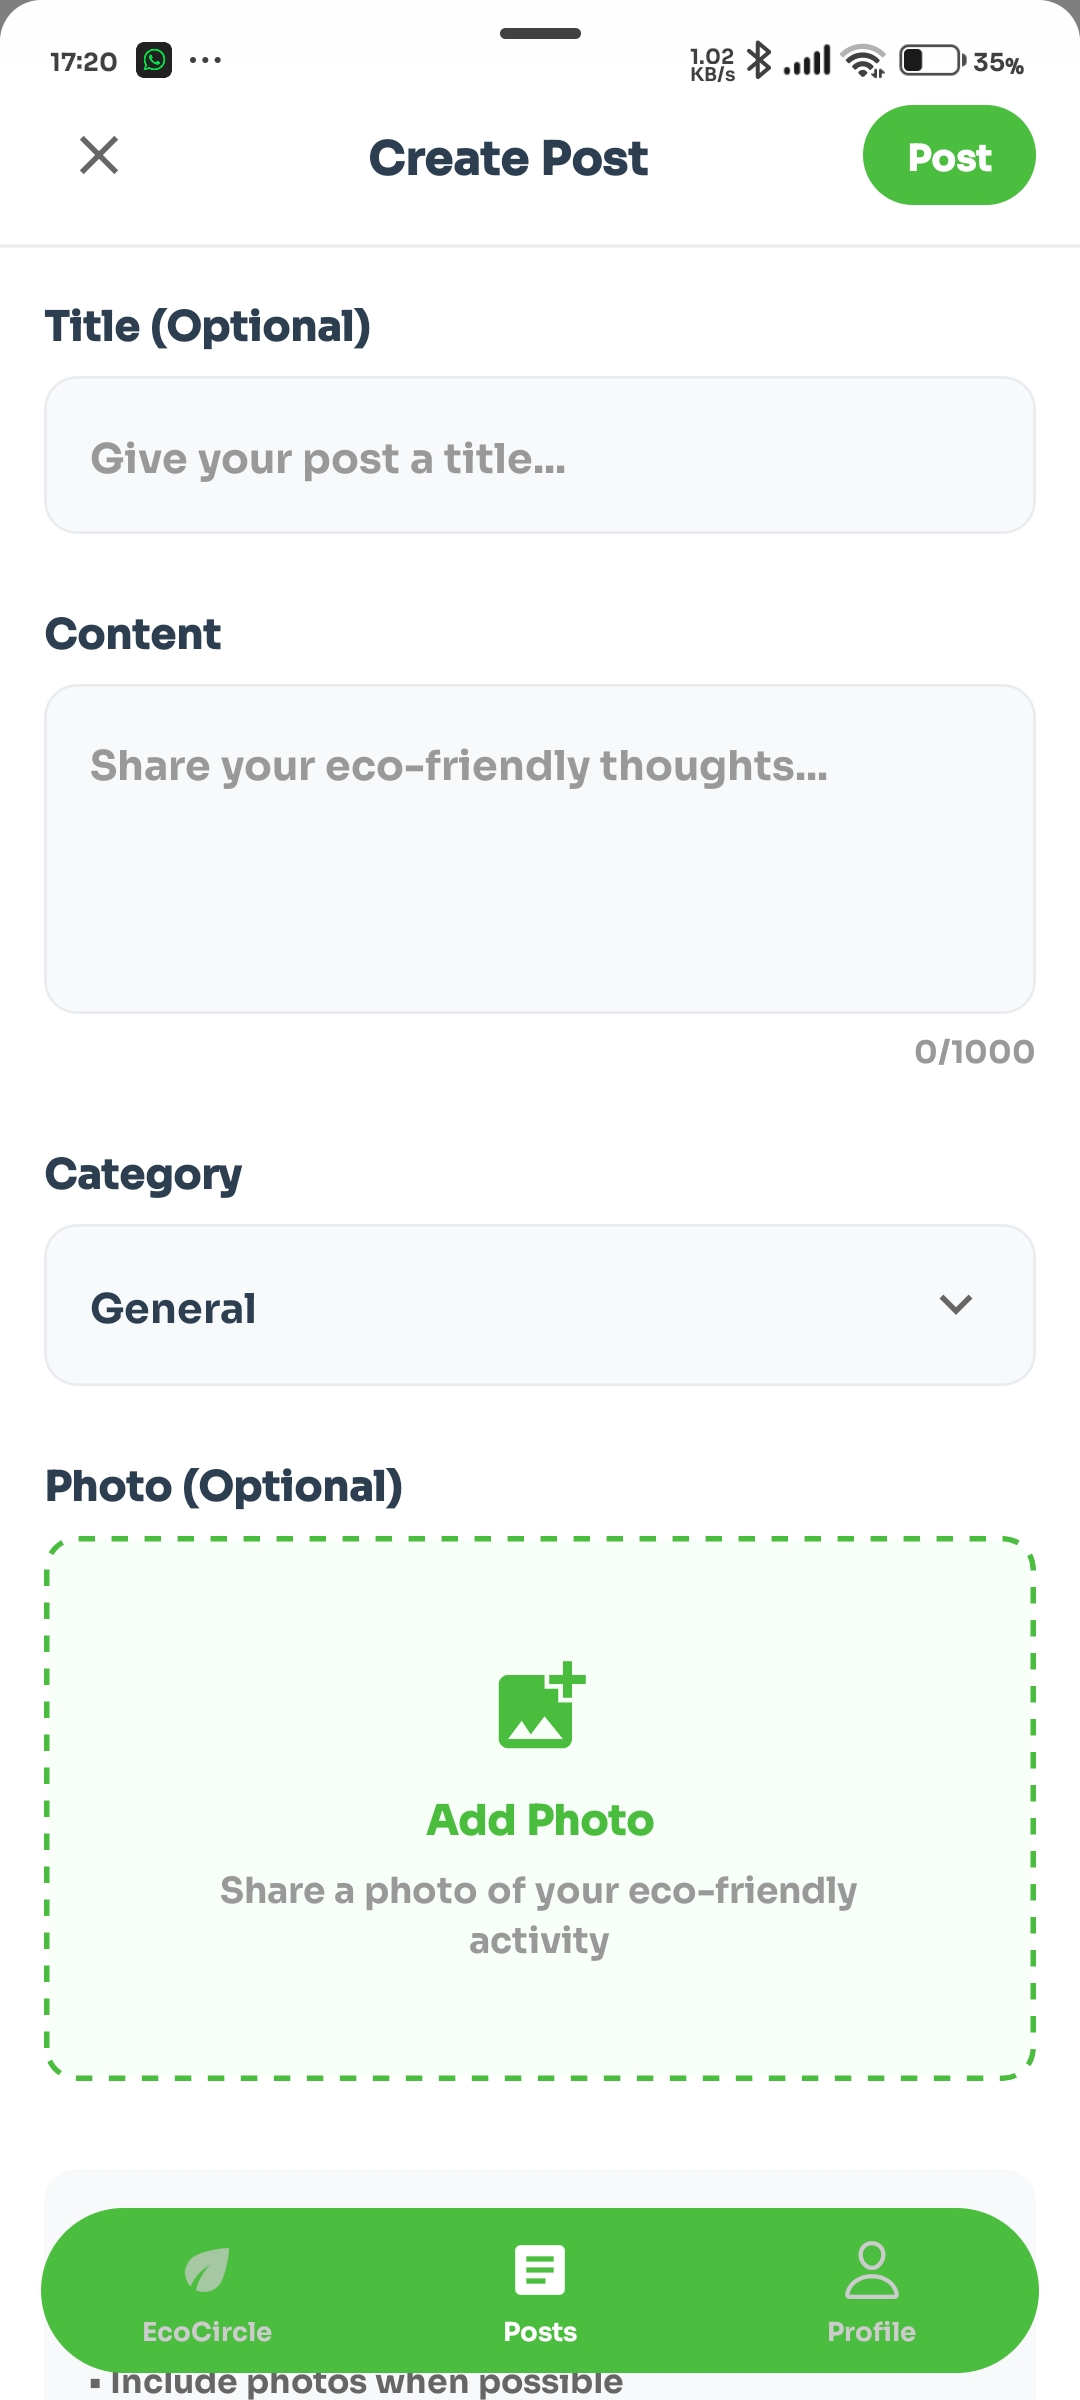 17:20
1.02
KB/s
35%
Create Post
Post
Title (Optional)
Give your post a title...
Content
Share your eco-friendly thoughts...
0/1000
Category
General
Photo (Optional)
Add Photo
Share a photo of your eco-friendly
activity
EcoCircle
Posts
Profile
▪ Include photos when possible